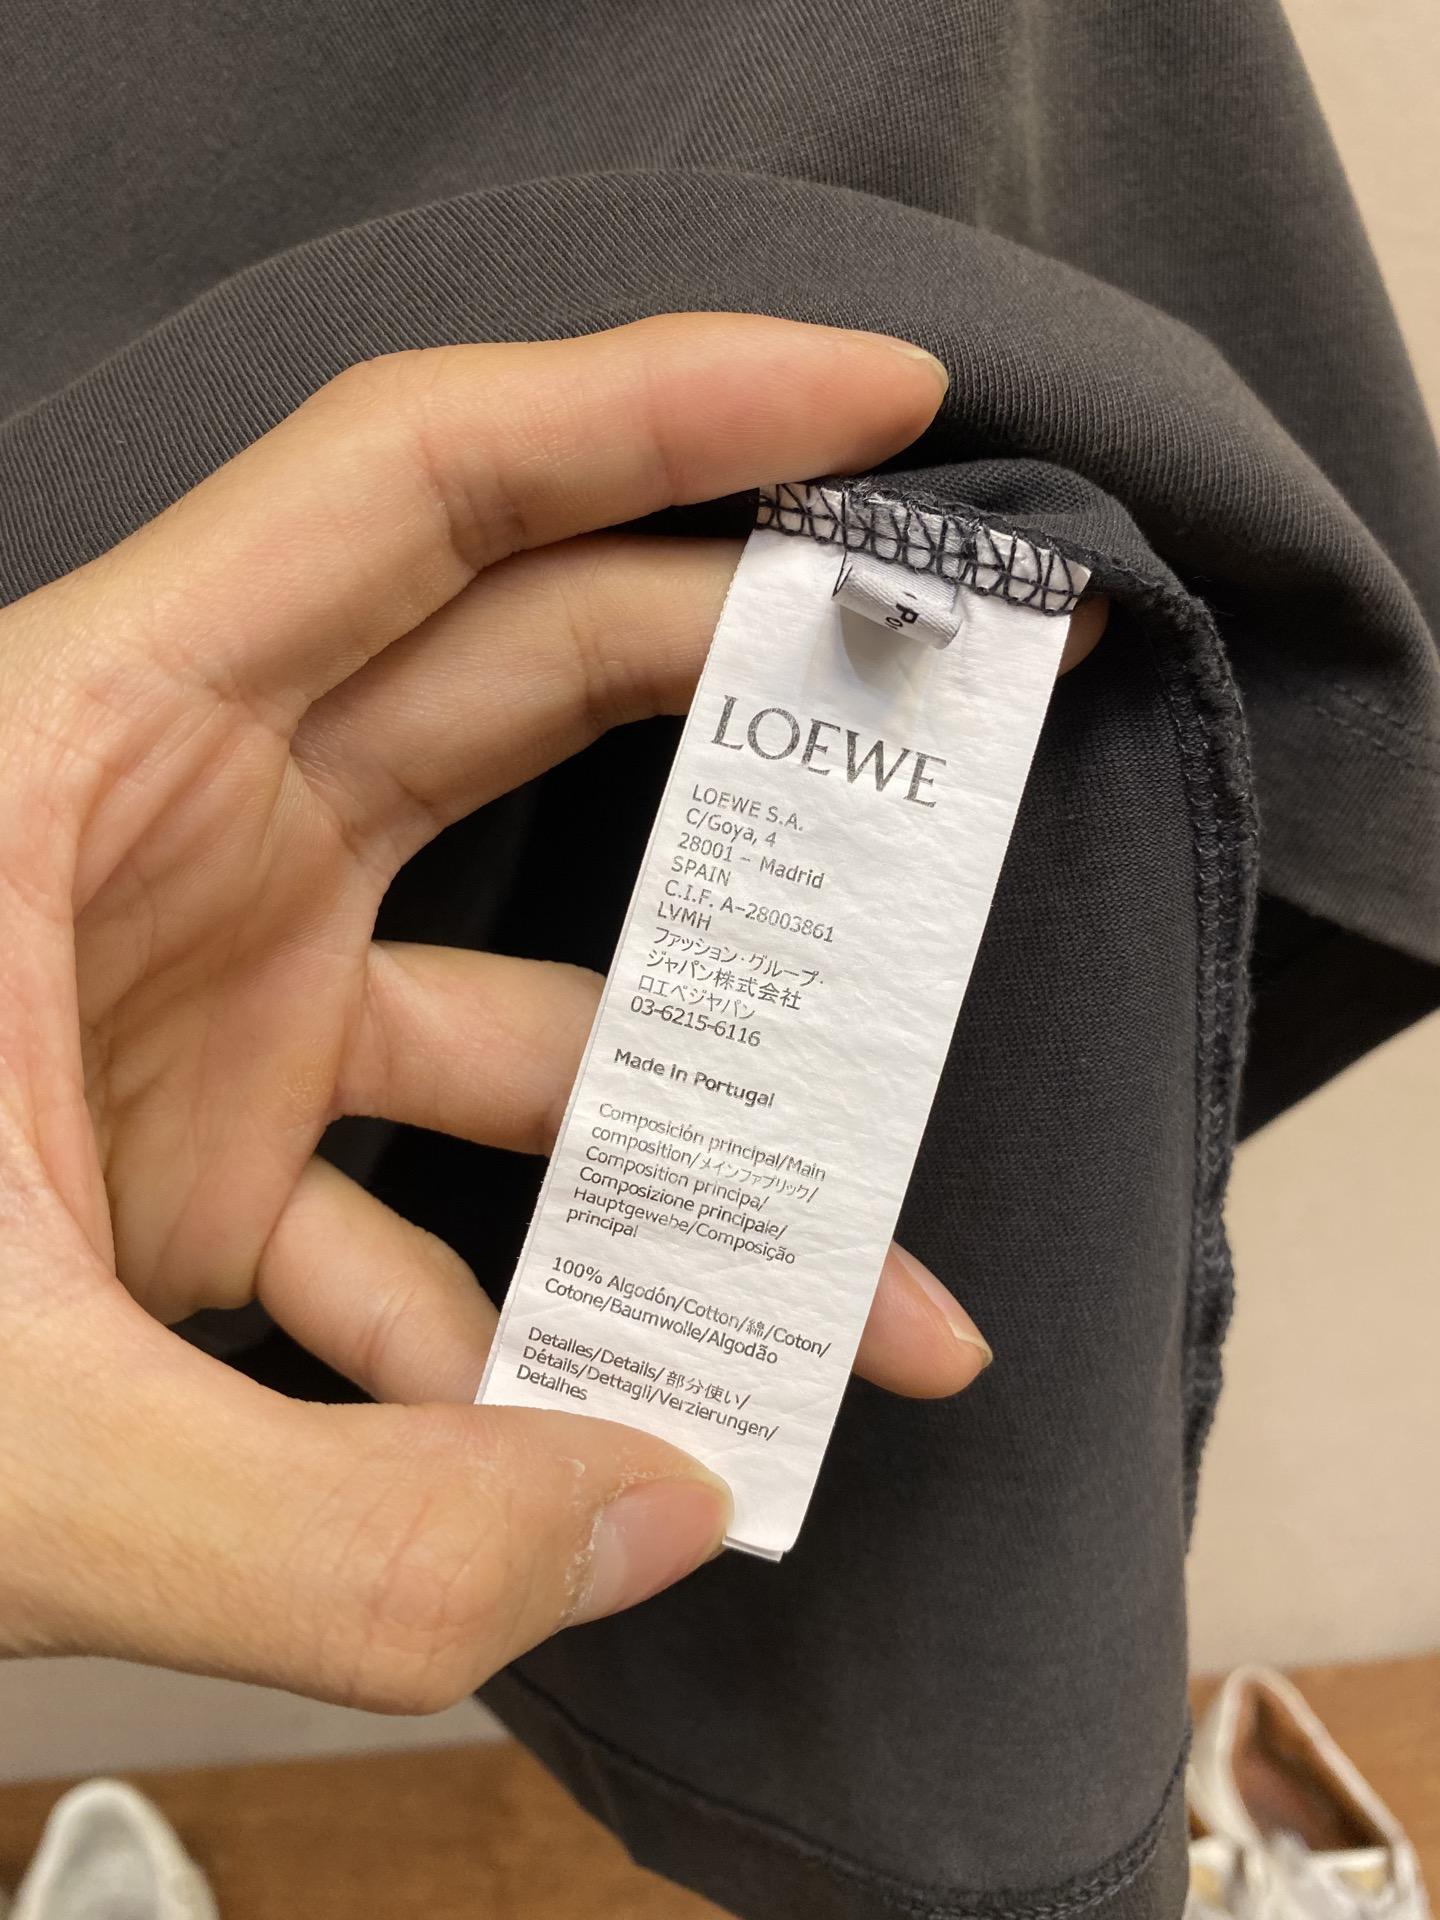 LOEWE
LOEWE S.A.
C/Goya, 4
28001 – Madrid
SPAIN
C.I.F. A-28003861
LVMH
ファッション・グループ・
ジャパン株式会社
ロエベジャパン
03-6215-6116
Made in Portugal
Composición principal/Main
composition/メインファブリック/
Composition principa/
Composizione principale/
Hauptgewebe/Composição
principal
100% Algodón/Cotton/綿/Coton/
Cotone/Baumwolle/Algodão
Detalles/Details/部分使い/
Détails/Dettagli/Verzierungen/
Detalhes